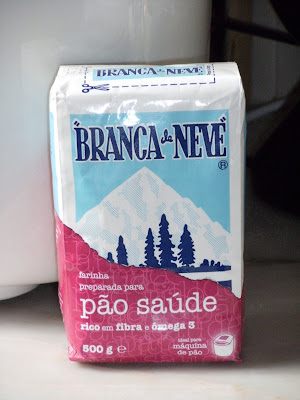 BRANCA de NEVE
"BRANCA de NEVE"
®
farinha
preparada para
pão saúde
rico em fibra e ómega 3
500 g e
ideal para
máquina
de pão